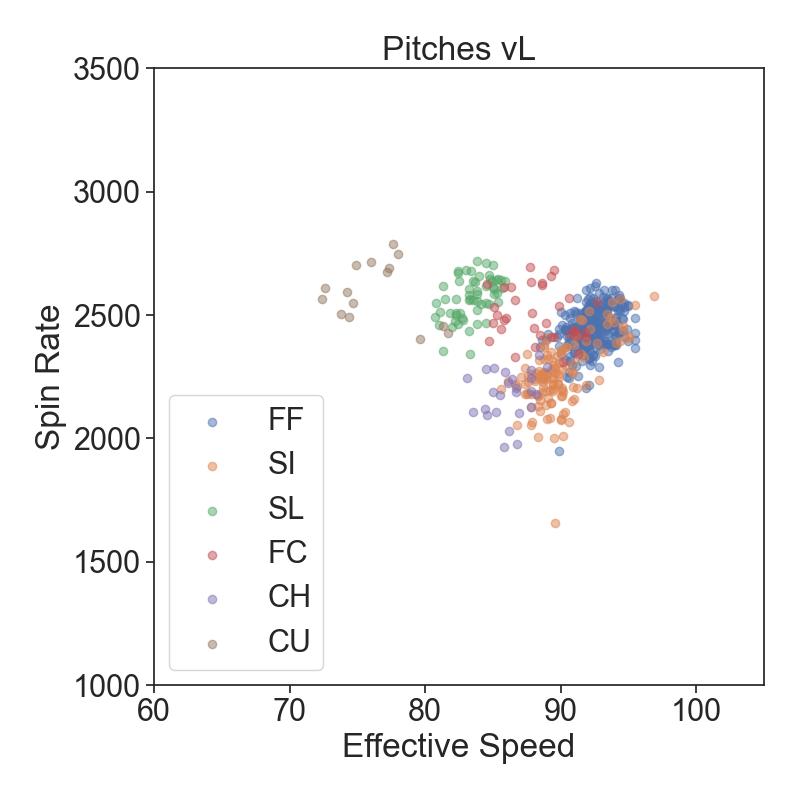 Pitches vL
3500
3000
2500
2000
1500
1000
Spin Rate
FF
SI
SL
FC
CH
CU
60 70 80 90 100
Effective Speed